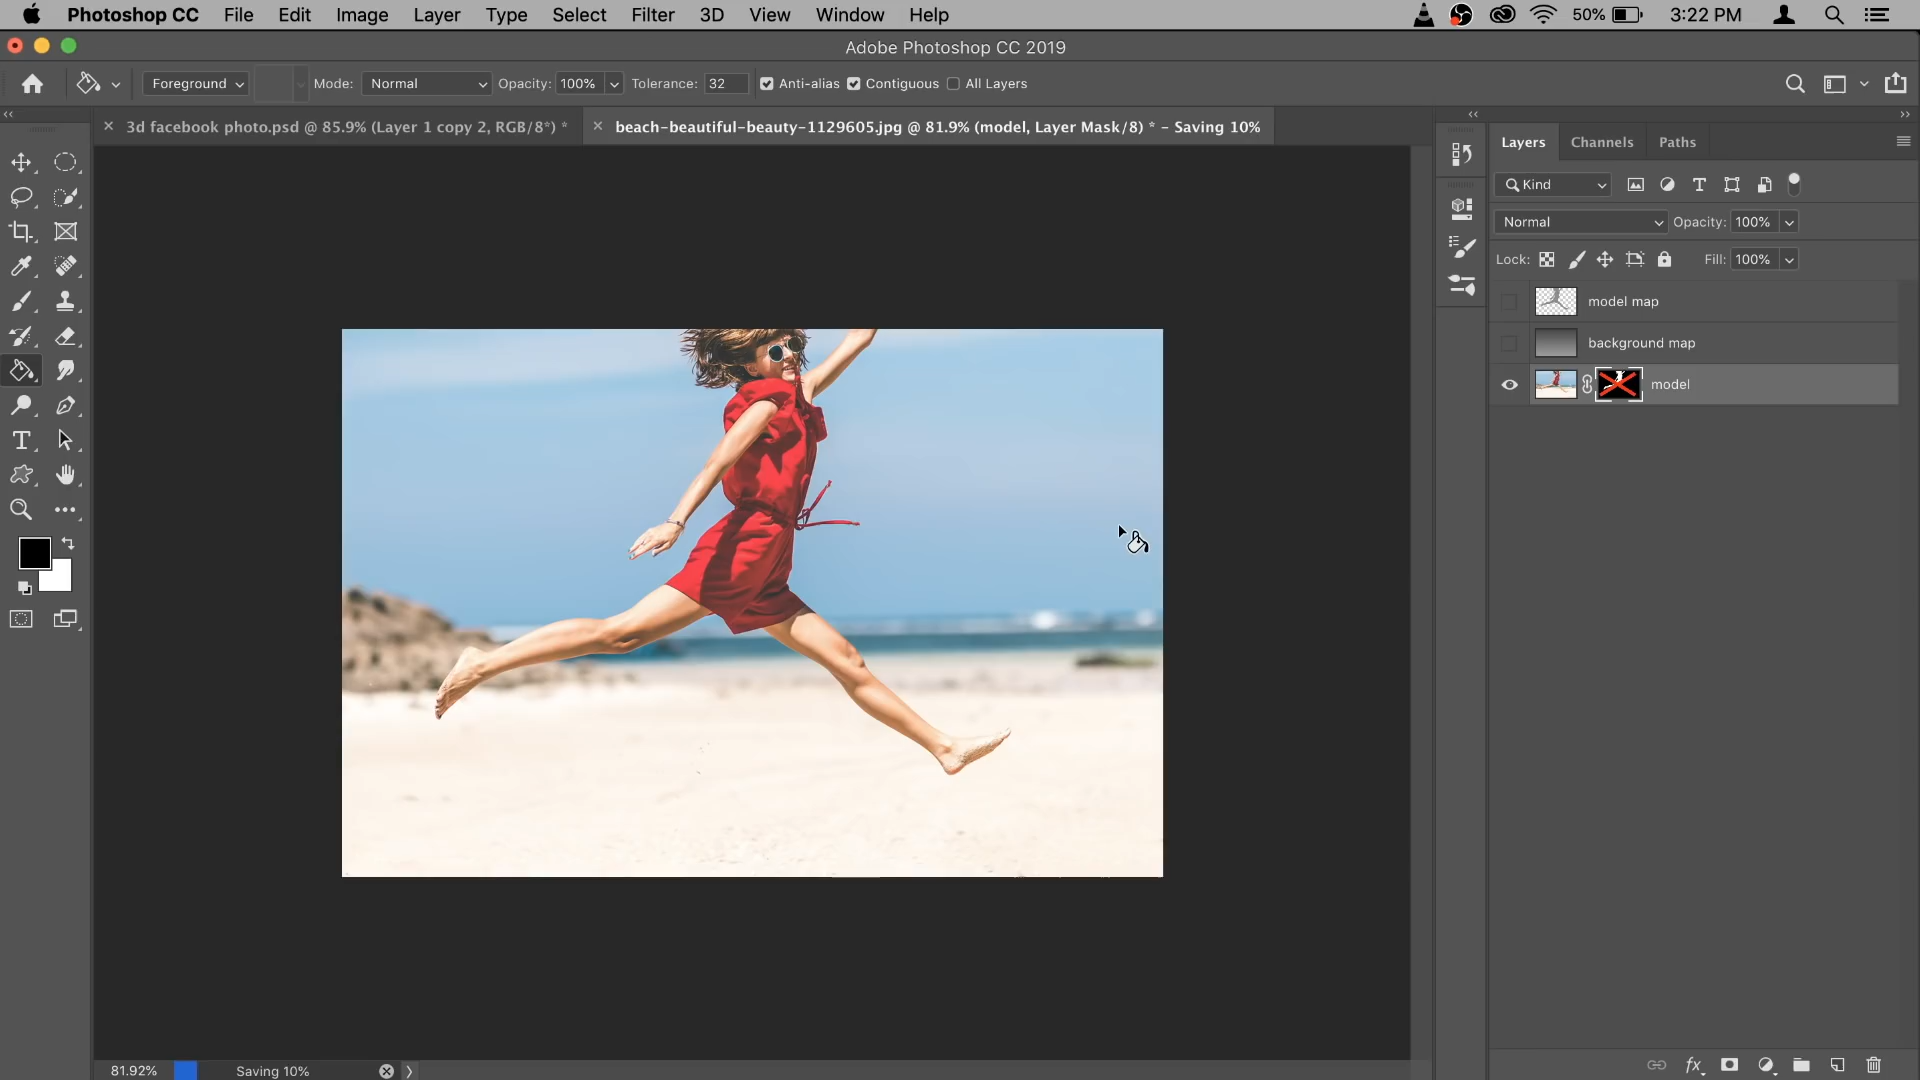 Photoshop CC File Edit Image Layer Type Select Filter 3D View Window Help 50% 3:22 PM
Adobe Photoshop CC 2019
Foreground Mode: Normal Opacity: 100% Tolerance: 32 Anti-alias Contiguous All Layers
3d facebook photo.psd @ 85.9% (Layer 1 copy 2, RGB/8*) * beach-beautiful-beauty-1129605.jpg @ 81.9% (model, Layer Mask/8) * - Saving 10%
Layers Channels Paths
Kind
Normal Opacity: 100%
Lock: Fill: 100%
model map
background map
model
81.92% Saving 10%